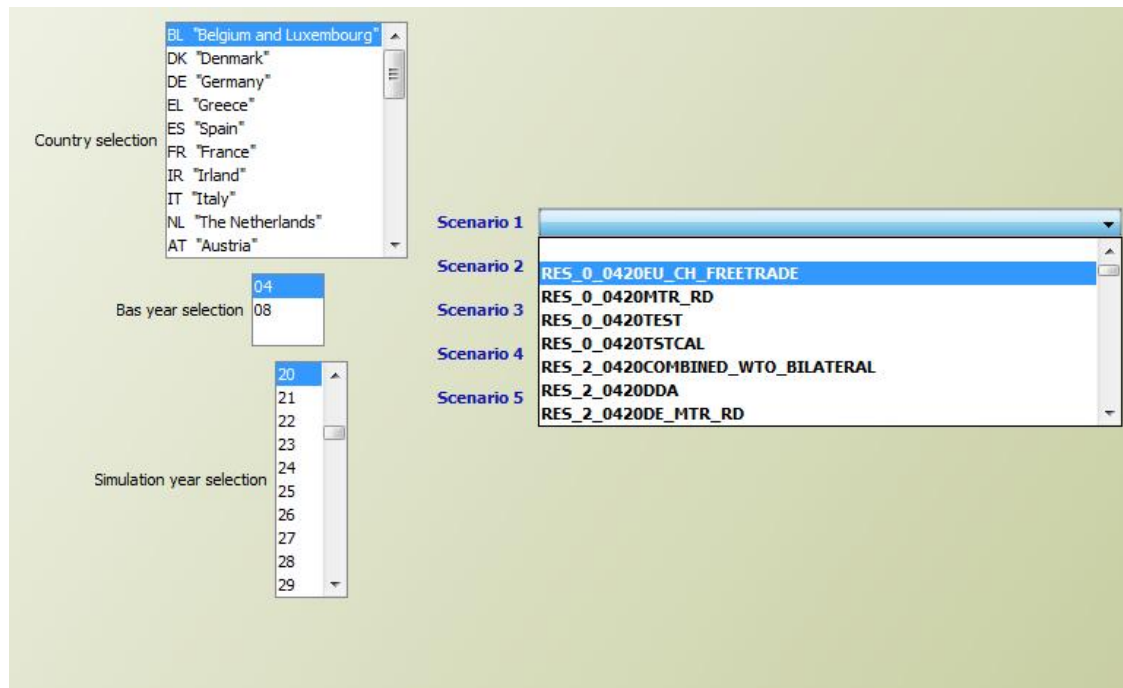 Country selection
BL "Belgium and Luxembourg"
DK "Denmark"
DE "Germany"
EL "Greece"
ES "Spain"
FR "France"
IR "Irland"
IT "Italy"
NL "The Netherlands"
AT "Austria"
Bas year selection
04
08
Simulation year selection
20
21
22
23
24
25
26
27
28
29
Scenario 1
Scenario 2
Scenario 3
Scenario 4
Scenario 5
RES_0_0420EU_CH_FREETRADE
RES_0_0420MTR_RD
RES_0_0420TEST
RES_0_0420TSTCAL
RES_2_0420COMBINED_WTO_BILATERAL
RES_2_0420DDA
RES_2_0420DE_MTR_RD